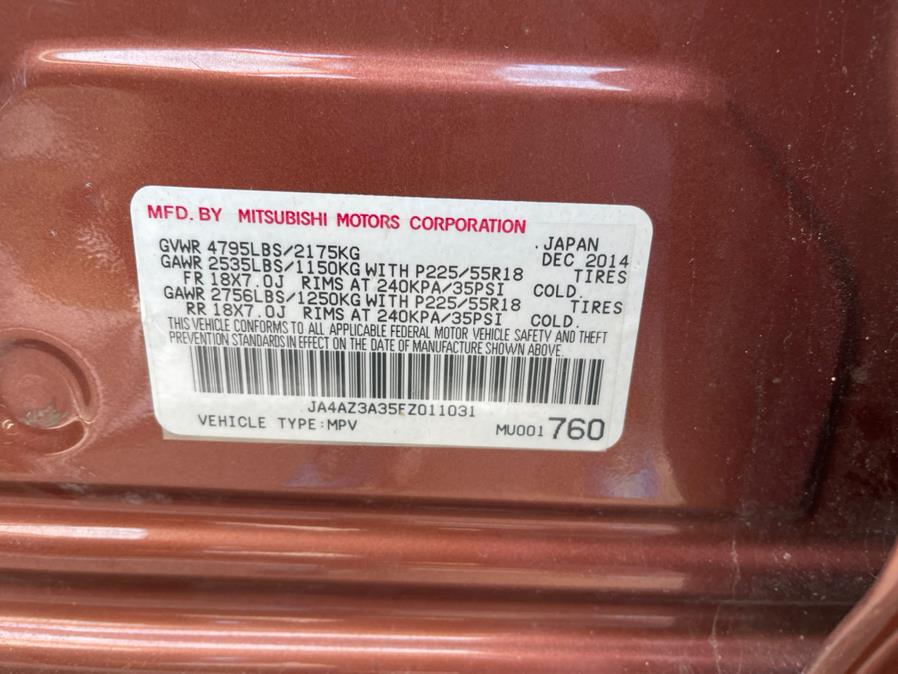 MFD. BY MITSUBISHI MOTORS CORPORATION
GVWR 4795LBS/2175KG .JAPAN DEC 2014
GAWR 2535LBS/1150KG WITH P225/55R18 TIRES
FR 18X7.0J RIMS AT 240KPA/35PSI COLD.
GAWR 2756LBS/1250KG WITH P225/55R18 TIRES
RR 18X7.0J RIMS AT 240KPA/35PSI COLD.
THIS VEHICLE CONFORMS TO ALL APPLICABLE FEDERAL MOTOR VEHICLE SAFETY AND THEFT
PREVENTION STANDARDS IN EFFECT ON THE DATE OF MANUFACTURE SHOWN ABOVE.
JA4AZ3A35FZ011031
VEHICLE TYPE:MPV MU001760